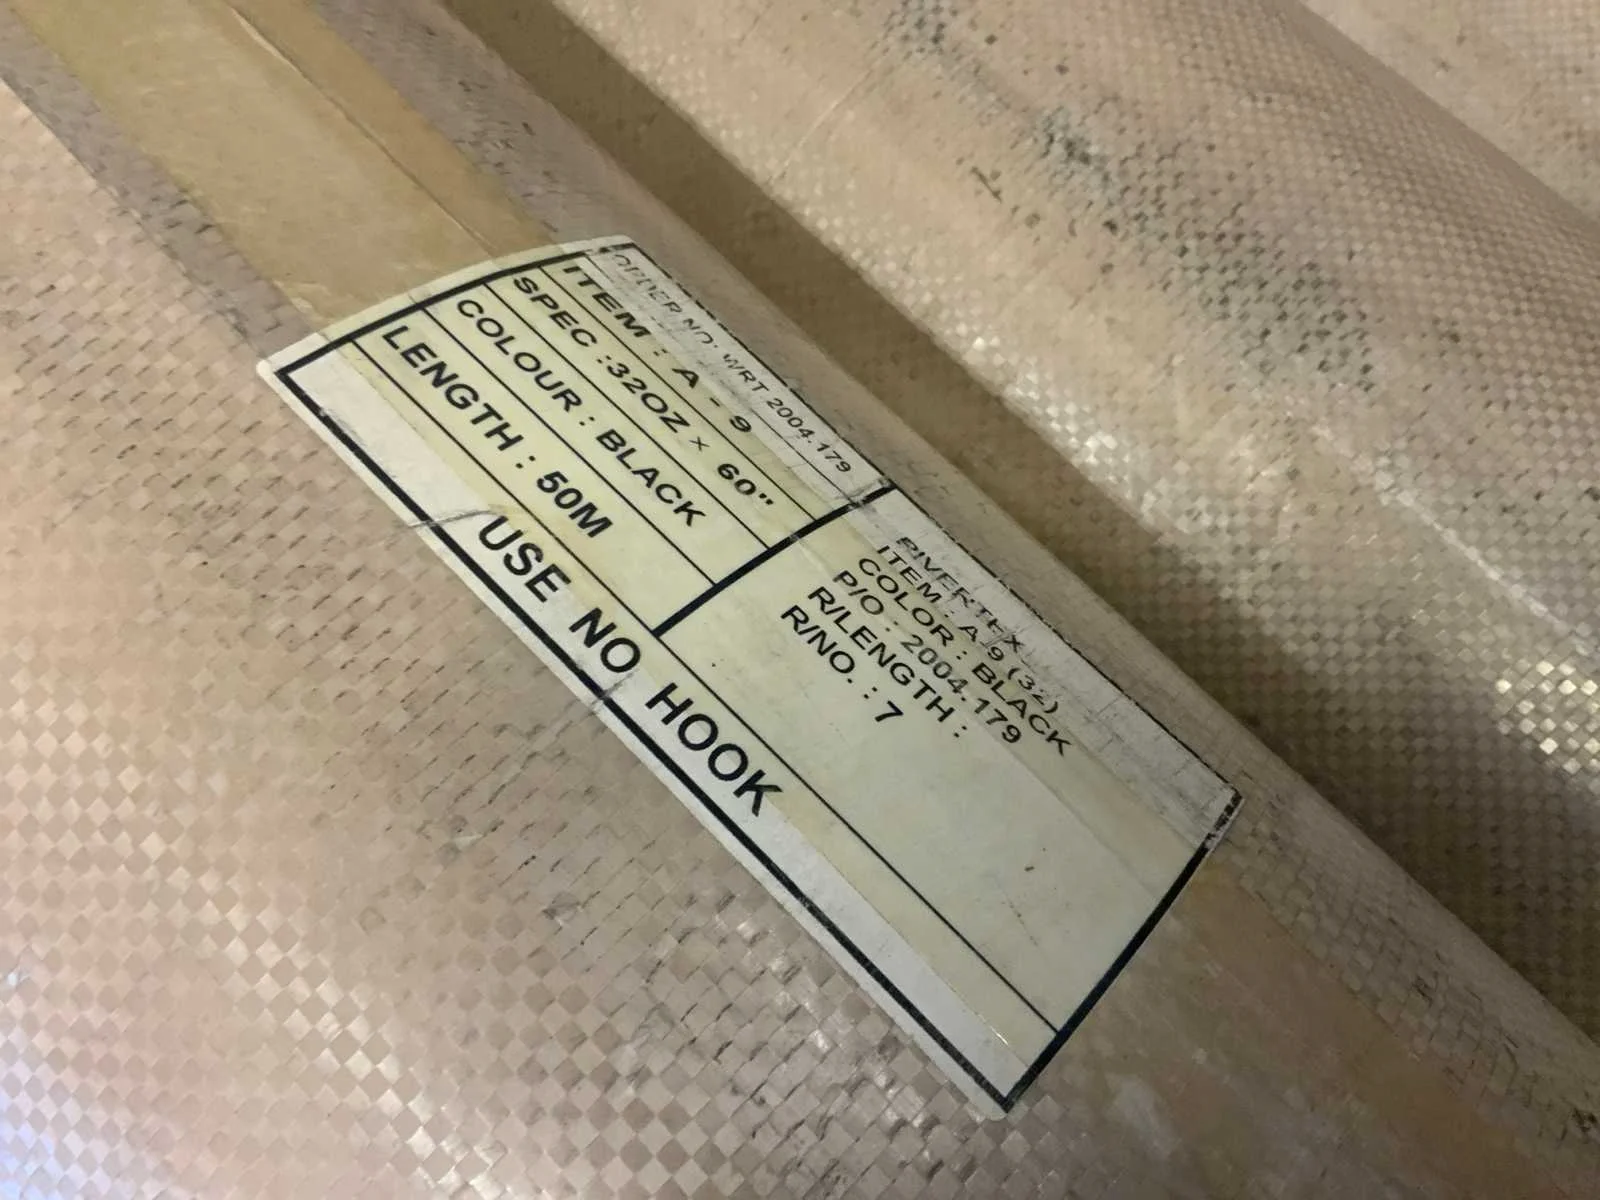 ORDER NO: WRT 2004.179
ITEM : A - 9
SPEC :32OZ × 60"
COLOUR : BLACK
LENGTH : 50M
RIVERTEX
ITEM : A-9 (32)
COLOR : BLACK
P/O : 2004.179
R/LENGTH :
R/NO. : 7
USE NO HOOK